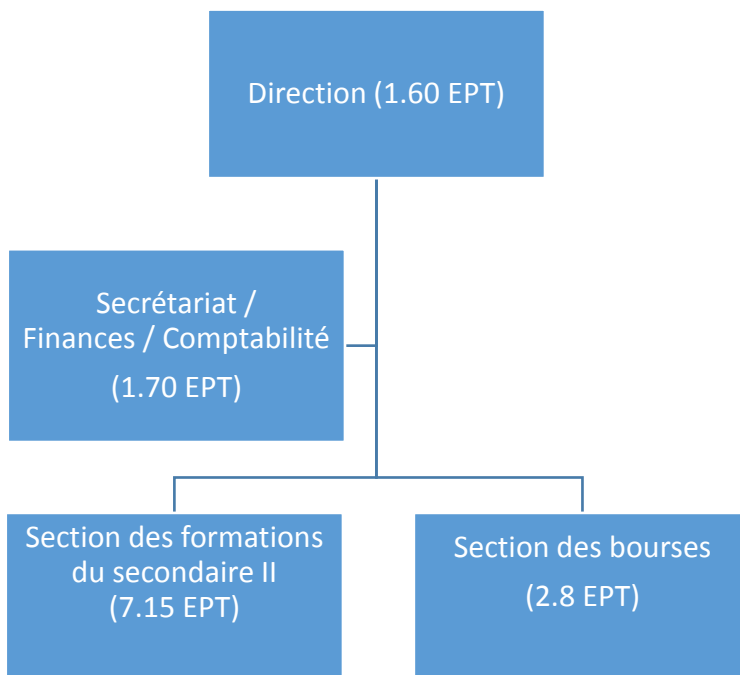 Direction (1.60 EPT)
Secrétariat /
Finances / Comptabilité
(1.70 EPT)
Section des formations
du secondaire II
(7.15 EPT)
Section des bourses
(2.8 EPT)